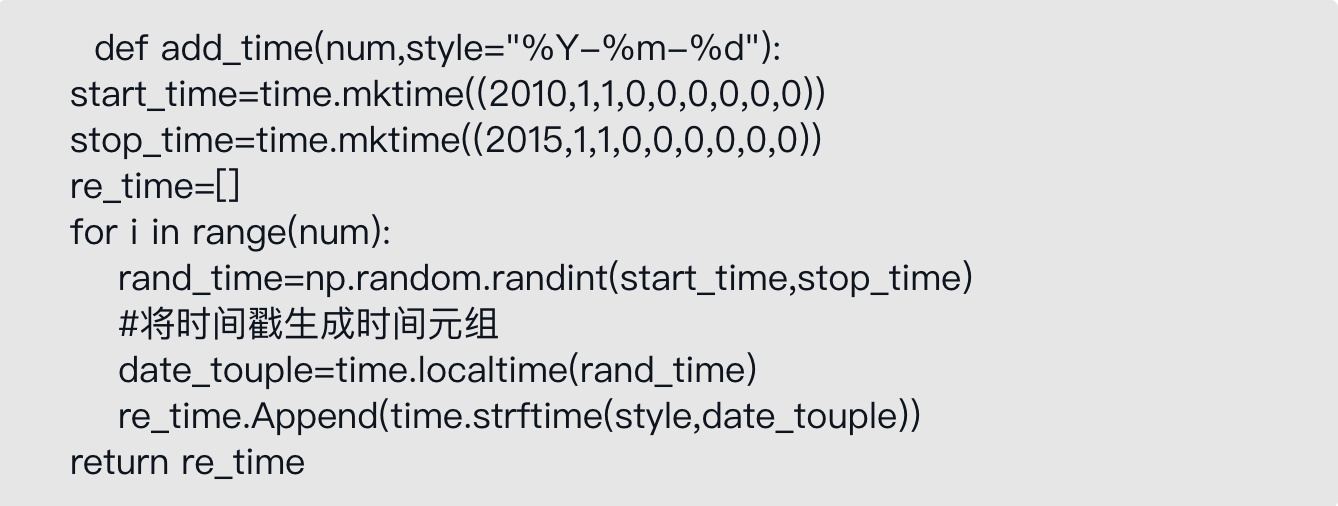 def add_time(num,style="%Y-%m-%d"):
start_time=time.mktime((2010,1,1,0,0,0,0,0,0))
stop_time=time.mktime((2015,1,1,0,0,0,0,0,0))
re_time=[]
for i in range(num):
rand_time=np.random.randint(start_time,stop_time)
#将时间戳生成时间元组
date_touple=time.localtime(rand_time)
re_time.Append(time.strftime(style,date_touple))
return re_time